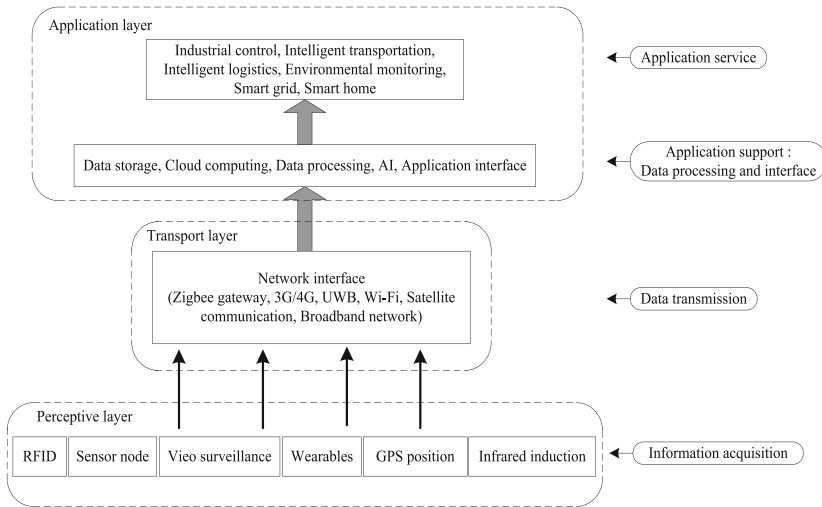 Application layer
Industrial control, Intelligent transportation,
Intelligent logistics, Environmental monitoring,
Smart grid, Smart home
Application service
Data storage, Cloud computing, Data processing, AI, Application interface
Application support :
Data processing and interface
Transport layer
Network interface
(Zigbee gateway, 3G/4G, UWB, Wi-Fi, Satellite
communication, Broadband network)
Data transmission
Perceptive layer
RFID
Sensor node
Vieo surveillance
Wearables
GPS position
Infrared induction
Information acquisition